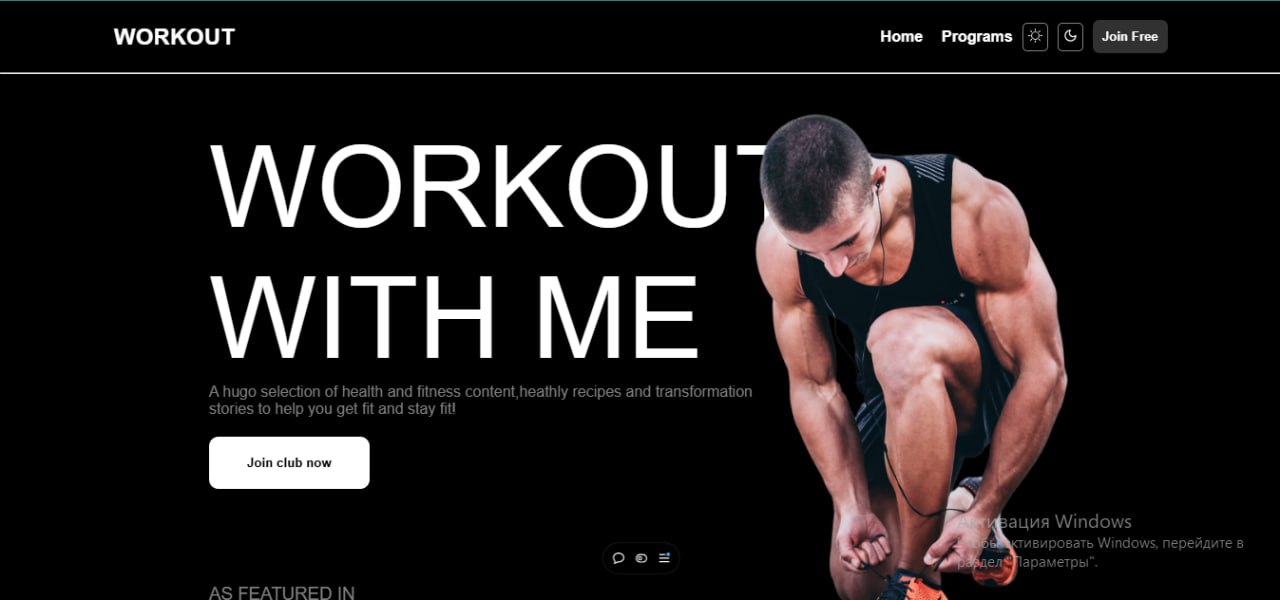 WORKOUT
Home Programs Join Free
WORKOUT
WITH ME
A hugo selection of health and fitness content,heathly recipes and transformation
stories to help you get fit and stay fit!
Join club now
Активация Windows
Чтобы активировать Windows, перейдите в
раздел "Параметры".
AS FEATURED IN